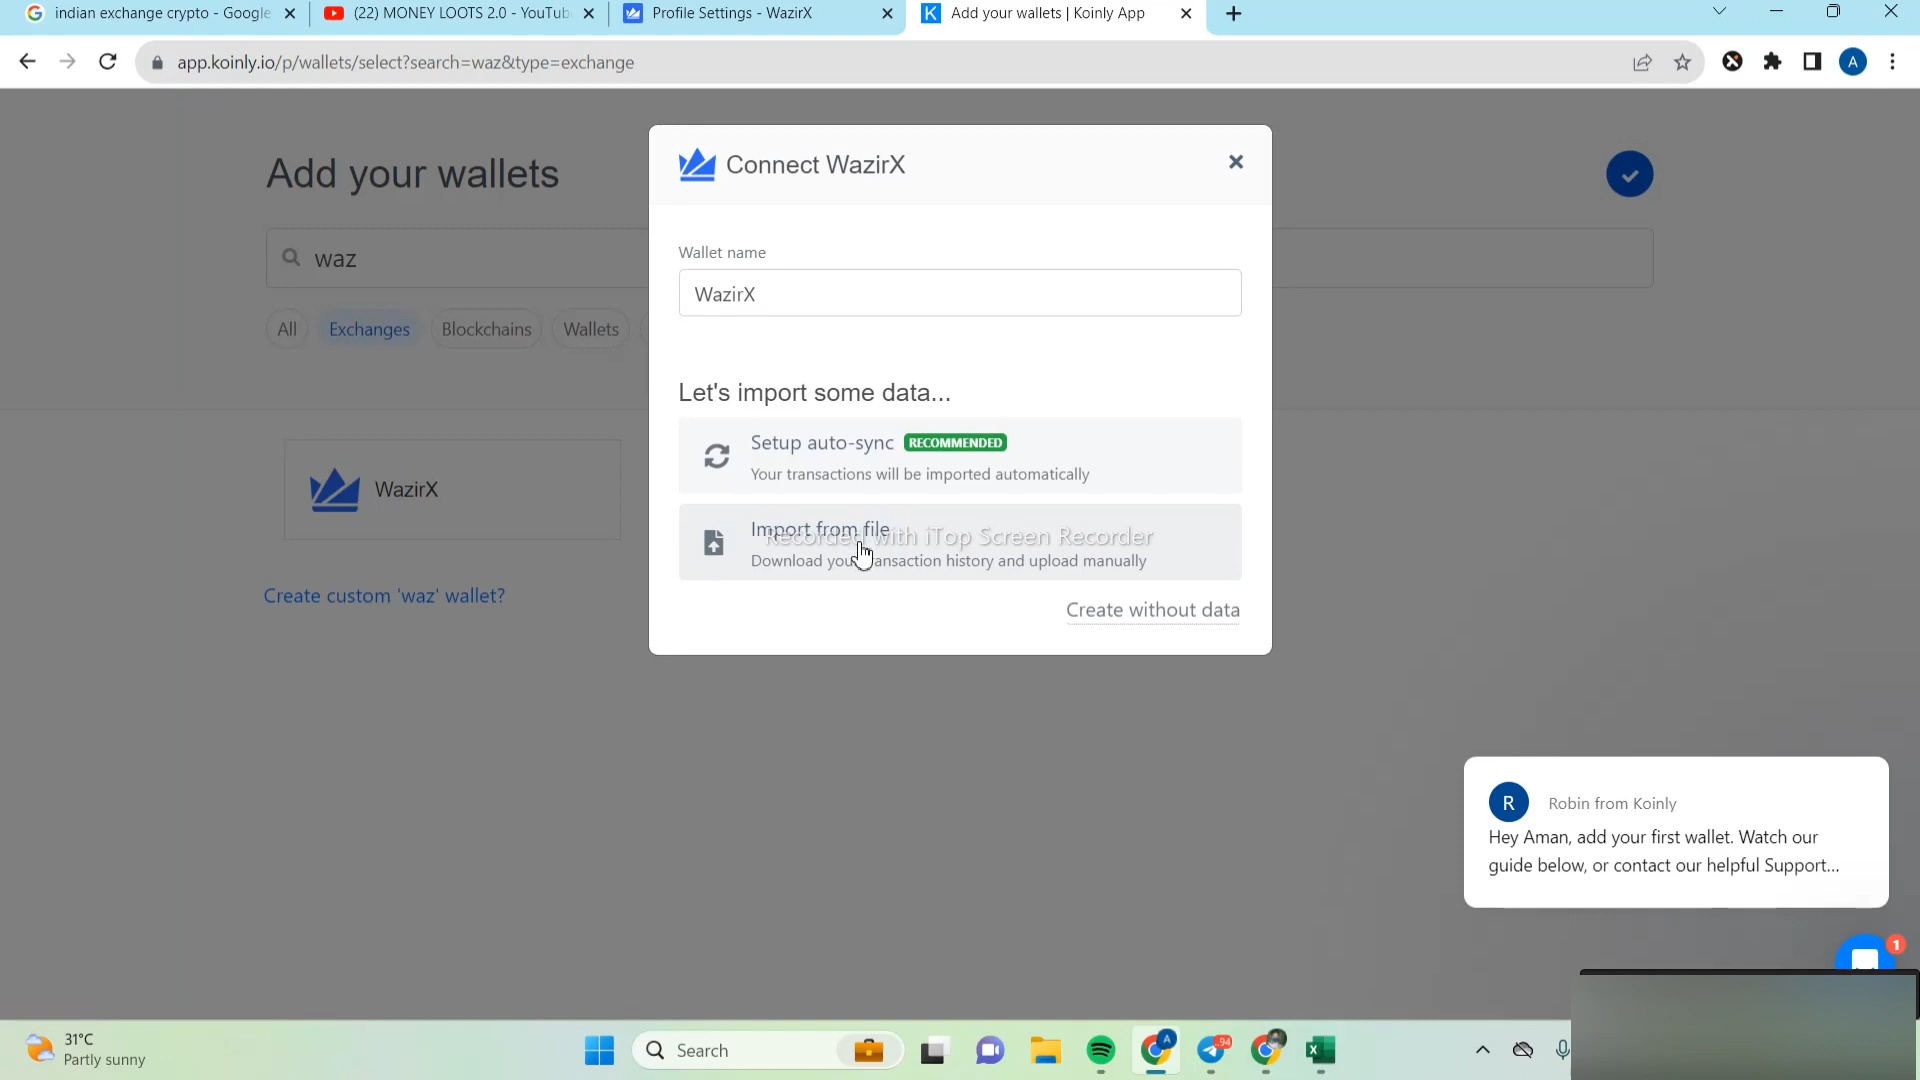 indian exchange crypto - Google
(22) MONEY LOOTS 2.0 - YouTub
Profile Settings - WazirX
Add your wallets | Koinly App
app.koinly.io/p/wallets/select?search=waz&type=exchange
A
Add your wallets
waz
All
Exchanges
Blockchains
Wallets
WazirX
Create custom 'waz' wallet?
Connect WazirX
Wallet name
WazirX
Let's import some data...
Setup auto-sync RECOMMENDED
Your transactions will be imported automatically
Import from file
Recorded with iTop Screen Recorder
Download your transaction history and upload manually
Create without data
R
Robin from Koinly
Hey Aman, add your first wallet. Watch our
guide below, or contact our helpful Support...
1
31°C
Partly sunny
Search
A
94